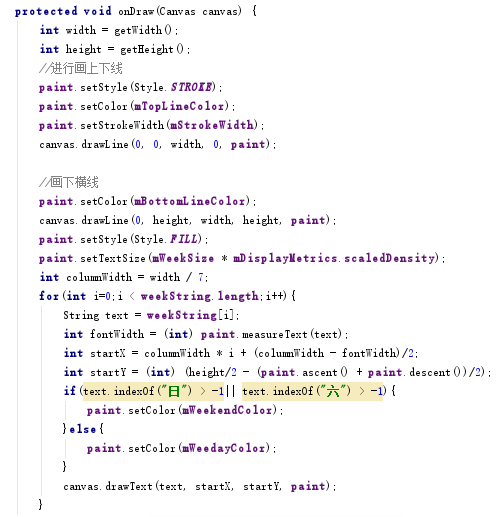 protected void onDraw(Canvas canvas) {
int width = getWidth();
int height = getHeight();
//进行画上下线
paint.setStyle(Style.STROKE);
paint.setColor(mTopLineColor);
paint.setStrokeWidth(mStrokeWidth);
canvas.drawLine(0, 0, width, 0, paint);
//画下横线
paint.setColor(mBottomLineColor);
canvas.drawLine(0, height, width, height, paint);
paint.setStyle(Style.FILL);
paint.setTextSize(mWeekSize * mDisplayMetrics.scaledDensity);
int columnWidth = width / 7;
for(int i=0;i < weekString.length;i++){
String text = weekString[i];
int fontWidth = (int) paint.measureText(text);
int startX = columnWidth * i + (columnWidth - fontWidth)/2;
int startY = (int) (height/2 - (paint.ascent() + paint.descent())/2);
if(text.indexOf("日") > -1|| text.indexOf("六") > -1){
paint.setColor(mWeekendColor);
}else{
paint.setColor(mWeedayColor);
}
canvas.drawText(text, startX, startY, paint);
}